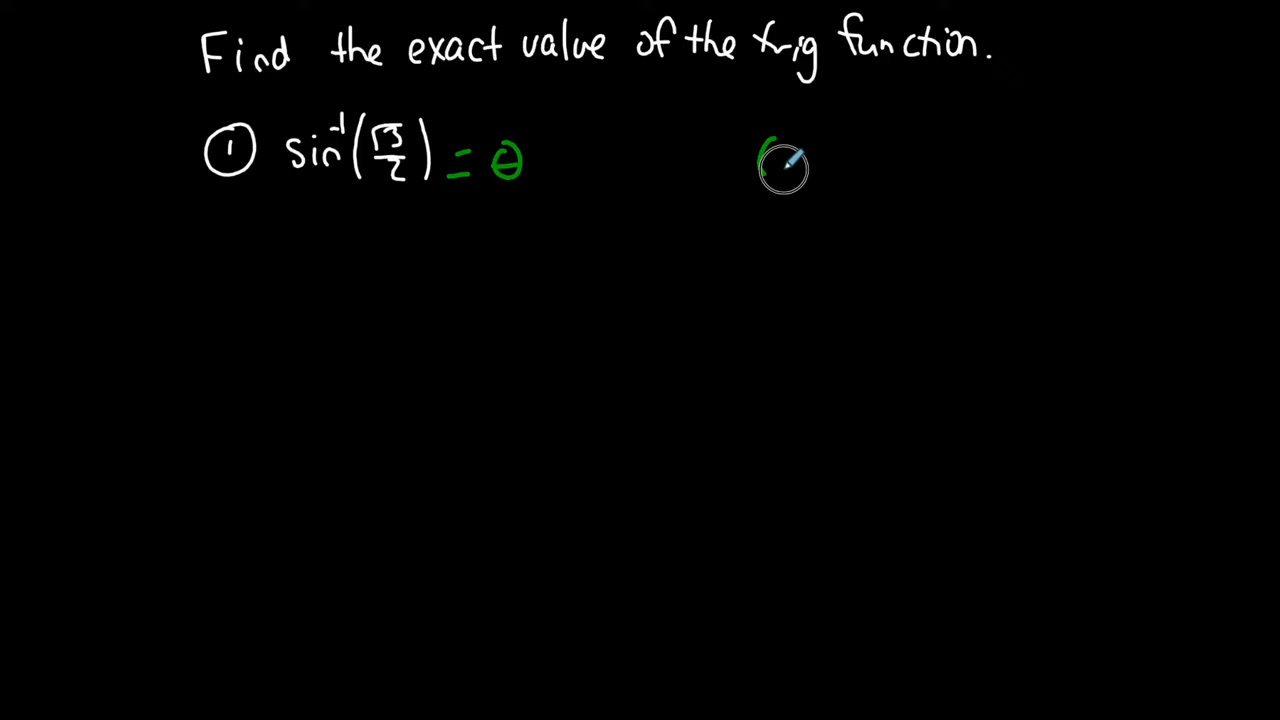 Find the exact value of the trig function.
① sin⁻¹(√3/2) = θ (